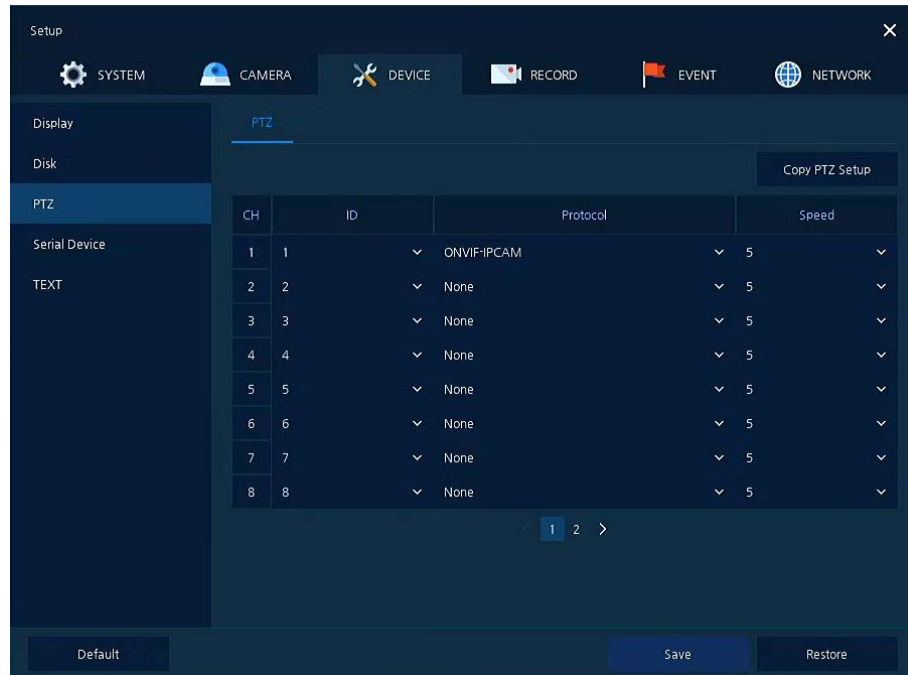 Setup
SYSTEM CAMERA DEVICE RECORD EVENT NETWORK
Display
Disk
PTZ
Serial Device
TEXT
PTZ
Copy PTZ Setup
CH ID Protocol Speed
1 1 ONVIF-IPCAM 5
2 2 None 5
3 3 None 5
4 4 None 5
5 5 None 5
6 6 None 5
7 7 None 5
8 8 None 5
1 2
Default Save Restore